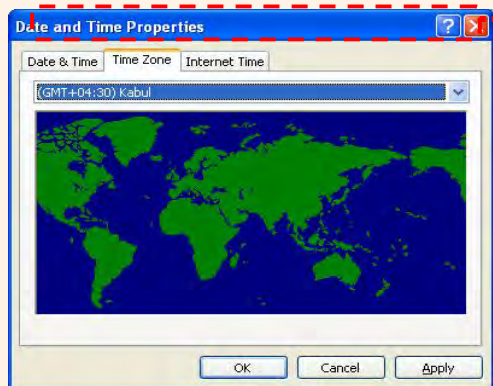 Date and Time Properties
Date & Time Time Zone Internet Time
(GMT+04:30) Kabul
OK Cancel Apply